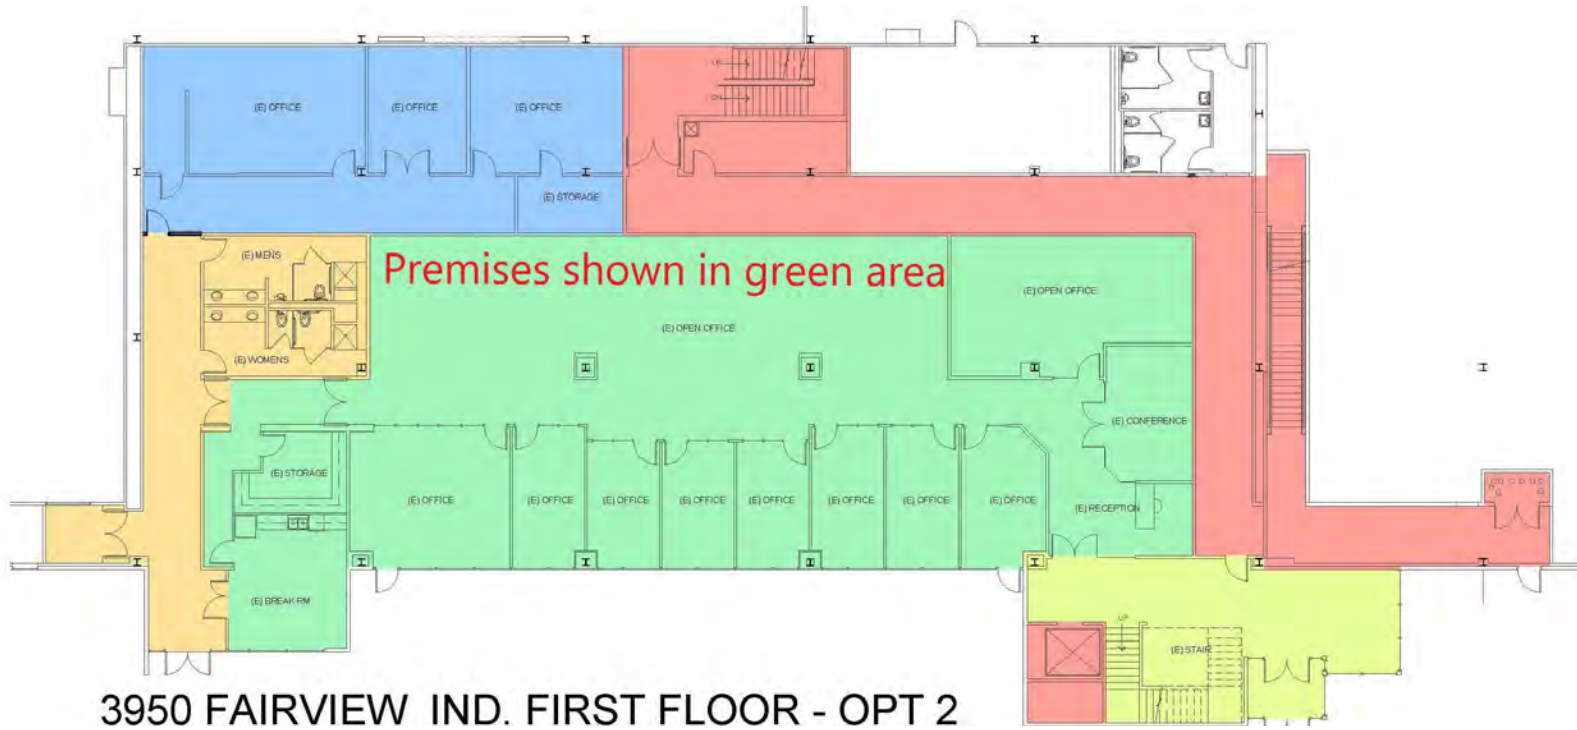 UP
DN
(E) OFFICE
(E) OFFICE
(E) OFFICE
(E) STORAGE
(E) MENS
Premises shown in green area
(E) OPEN OFFICE
(E) OPEN OFFICE
(E) WOMENS
(E) CONFERENCE
(E) STORAGE
(E) OFFICE
(E) OFFICE
(E) OFFICE
(E) OFFICE
(E) OFFICE
(E) OFFICE
(E) OFFICE
(E) OFFICE
(E) RECEPTION
(E) BREAK RM
UP
(E) STAIR
3950 FAIRVIEW IND. FIRST FLOOR - OPT 2